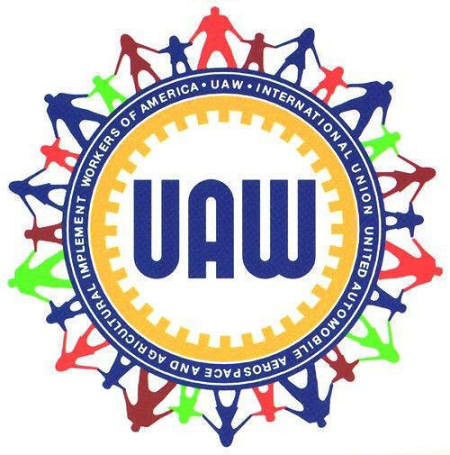 UAW
INTERNATIONAL UNION UNITED AUTOMOBILE AEROSPACE AND AGRICULTURAL IMPLEMENT WORKERS OF AMERICA • UAW •